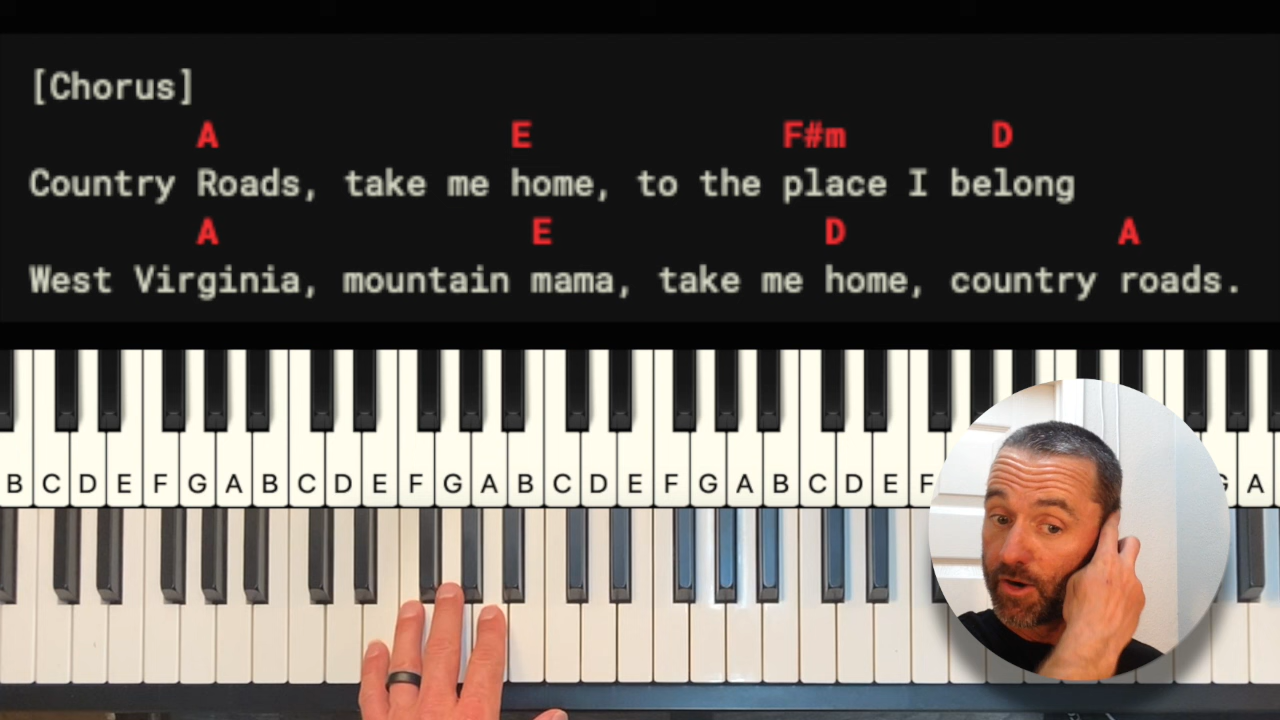 [Chorus]
A E F#m D
Country Roads, take me home, to the place I belong
A E D A
West Virginia, mountain mama, take me home, country roads.
B C D E F G A B C D E F G A B C D E F G A B C D E F G A